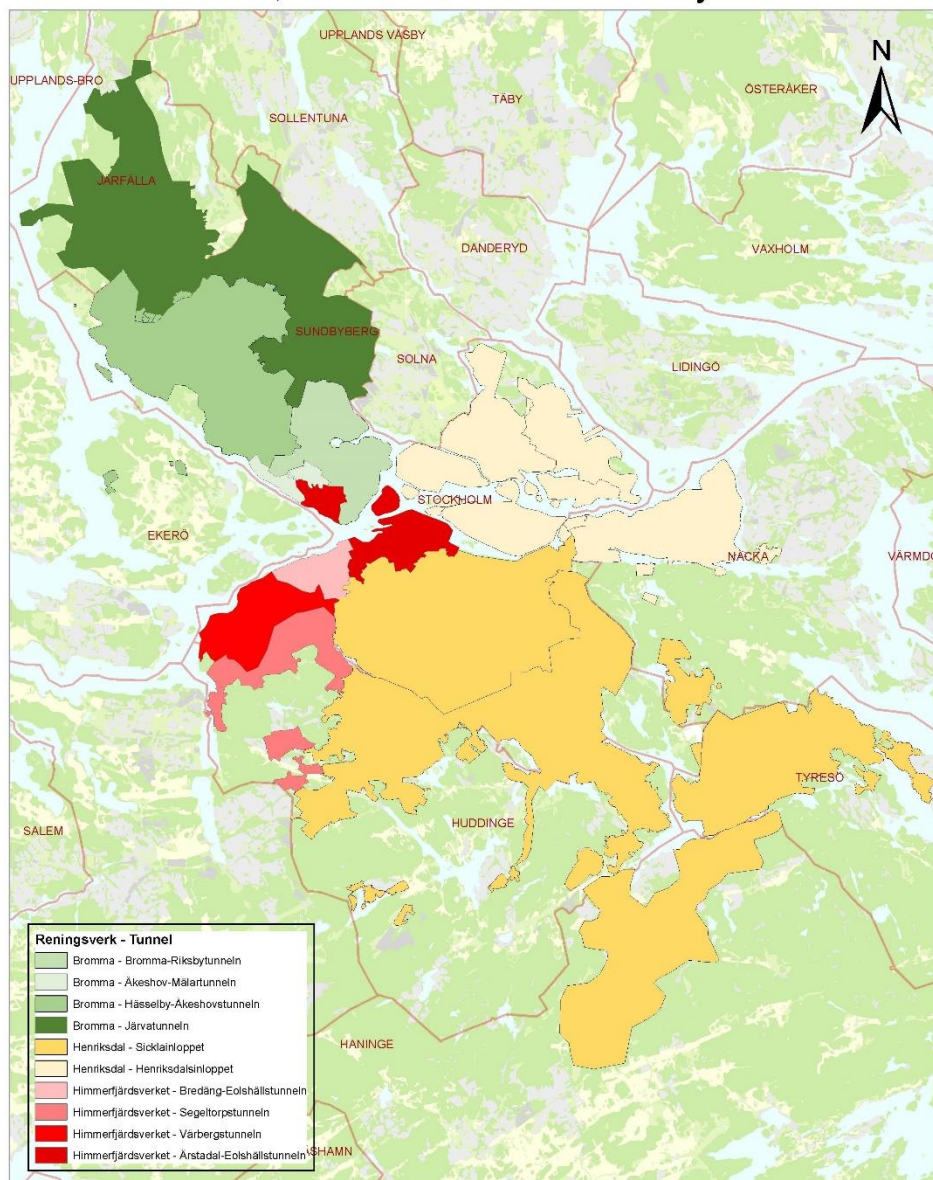 UPPLANDS VÄSBY
UPPLANDS-BRO
TÄBY
ÖSTERÅKER
N
SOLLENTUNA
JÄRFÄLLA
DANDERYD
VAXHOLM
SUNDBYBERG
SOLNA
LIDINGÖ
STOCKHOLM
EKERÖ
NACKA
VÄRMDÖ
TYRESÖ
SALEM
HUDDINGE
HANINGE
Reningsverk - Tunnel
Bromma - Bromma-Riksbytunneln
Bromma - Åkeshov-Mälartunneln
Bromma - Hässelby-Åkeshovstunneln
Bromma - Järvatunneln
Henriksdal - Sicklainloppet
Henriksdal - Henriksdalsinloppet
Himmerfjärdsverket - Bredäng-Eolshällstunneln
Himmerfjärdsverket - Segeltorpstunneln
Himmerfjärdsverket - Vårbergstunneln
Himmerfjärdsverket - Årstadal-Eolshällstunneln